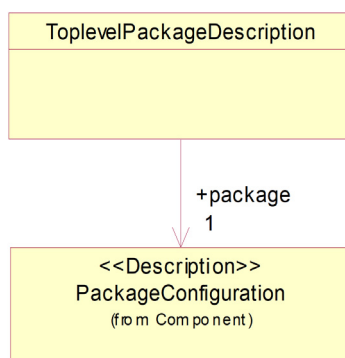 ToplevelPackageDescription
+package
1
<<Description>>
PackageConfiguration
(from Component)